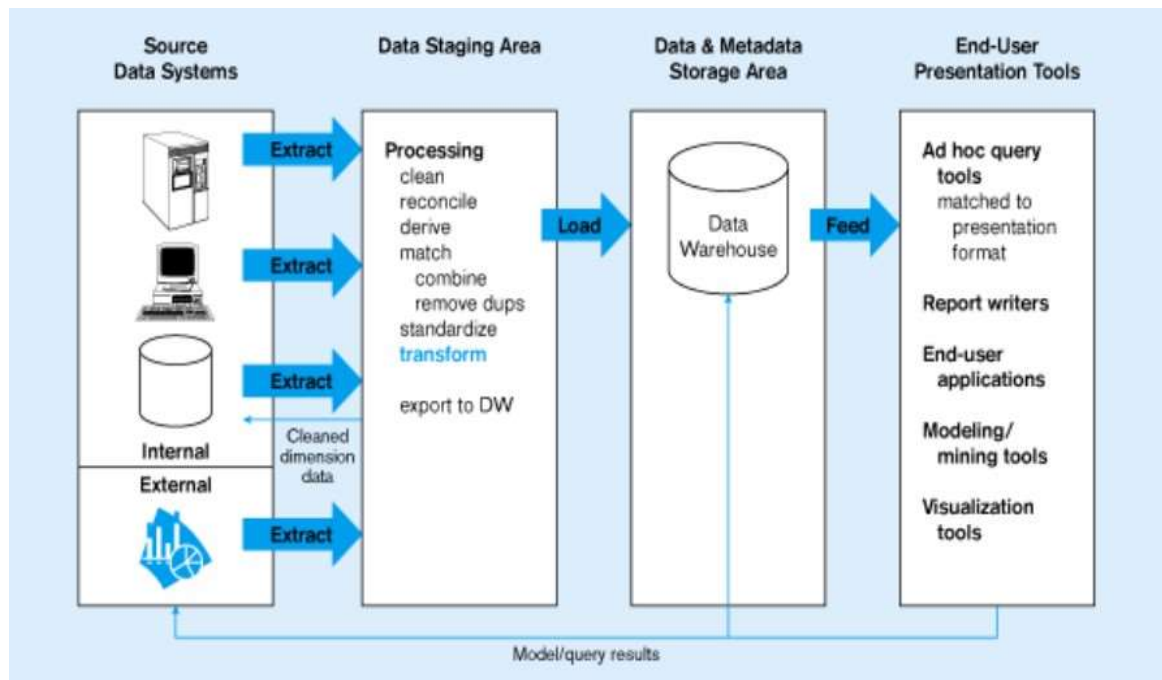 Source
Data Systems
Data Staging Area
Data & Metadata
Storage Area
End-User
Presentation Tools
Extract
Extract
Extract
Internal
External
Extract
Cleaned
dimension
data
Processing
clean
reconcile
derive
match
combine
remove dups
standardize
transform
export to DW
Load
Data
Warehouse
Feed
Ad hoc query
tools
matched to
presentation
format
Report writers
End-user
applications
Modeling/
mining tools
Visualization
tools
Model/query results